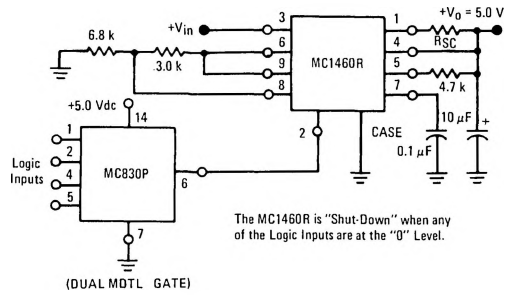 +Vin
3
1
+Vo = 5.0 V
6.8 k
RSC
6
4
3.0 k
MC1460R
9
5
8
7
4.7 k
+5.0 Vdc
14
2
CASE
10 μF
+
0.1 μF
1
2
Logic
Inputs
4
5
MC830P
6
7
The MC1460R is "Shut-Down" when any
of the Logic Inputs are at the "0" Level.
(DUAL MDTL GATE)